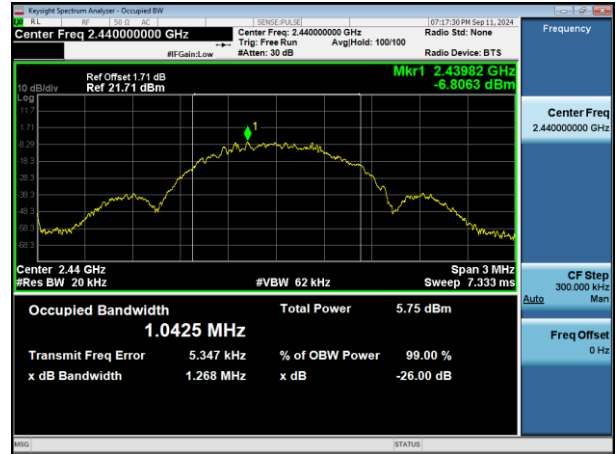 Keysight Spectrum Analyzer - Occupied BW
RL RF 50 Ω AC SENSE:PULSE 07:17:30 PM Sep 11, 2024
Center Freq 2.440000000 GHz
Center Freq: 2.440000000 GHz Radio Std: None
Trig: Free Run Avg|Hold: 100/100
#IFGain:Low #Atten: 30 dB Radio Device: BTS
Frequency
Ref Offset 1.71 dB
10 dB/div Ref 21.71 dBm
Mkr1 2.43982 GHz
-6.8063 dBm
Log
11.7
1.71
-8.29
-18.3
-28.3
-38.3
-48.3
-58.3
-68.3
1
Center 2.44 GHz Span 3 MHz
#Res BW 20 kHz #VBW 62 kHz Sweep 7.333 ms
Occupied Bandwidth Total Power 5.75 dBm
1.0425 MHz
Transmit Freq Error 5.347 kHz % of OBW Power 99.00 %
x dB Bandwidth 1.268 MHz x dB -26.00 dB
Center Freq
2.440000000 GHz
CF Step
300.000 kHz
Auto Man
Freq Offset
0 Hz
MSG STATUS